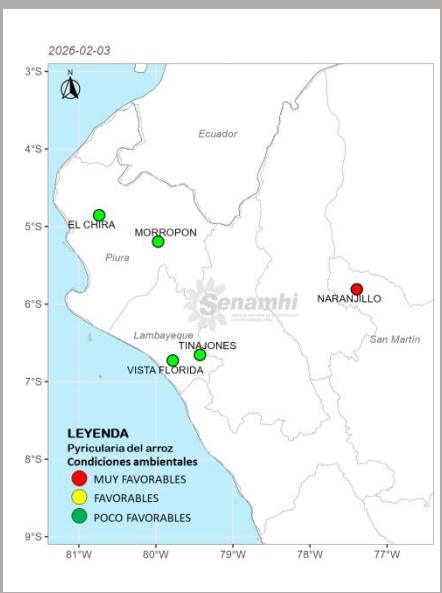 2026-02-03
3°S
N
4°S
Ecuador
5°S
EL CHIRA
MORROPON
Piura
6°S
NARANJILLO
Senamhi
Lambayeque
San Martín
TINAJONES
VISTA FLORIDA
7°S
LEYENDA
Pyricularia del arroz
Condiciones ambientales
8°S
MUY FAVORABLES
FAVORABLES
POCO FAVORABLES
9°S
81°W 80°W 79°W 78°W 77°W